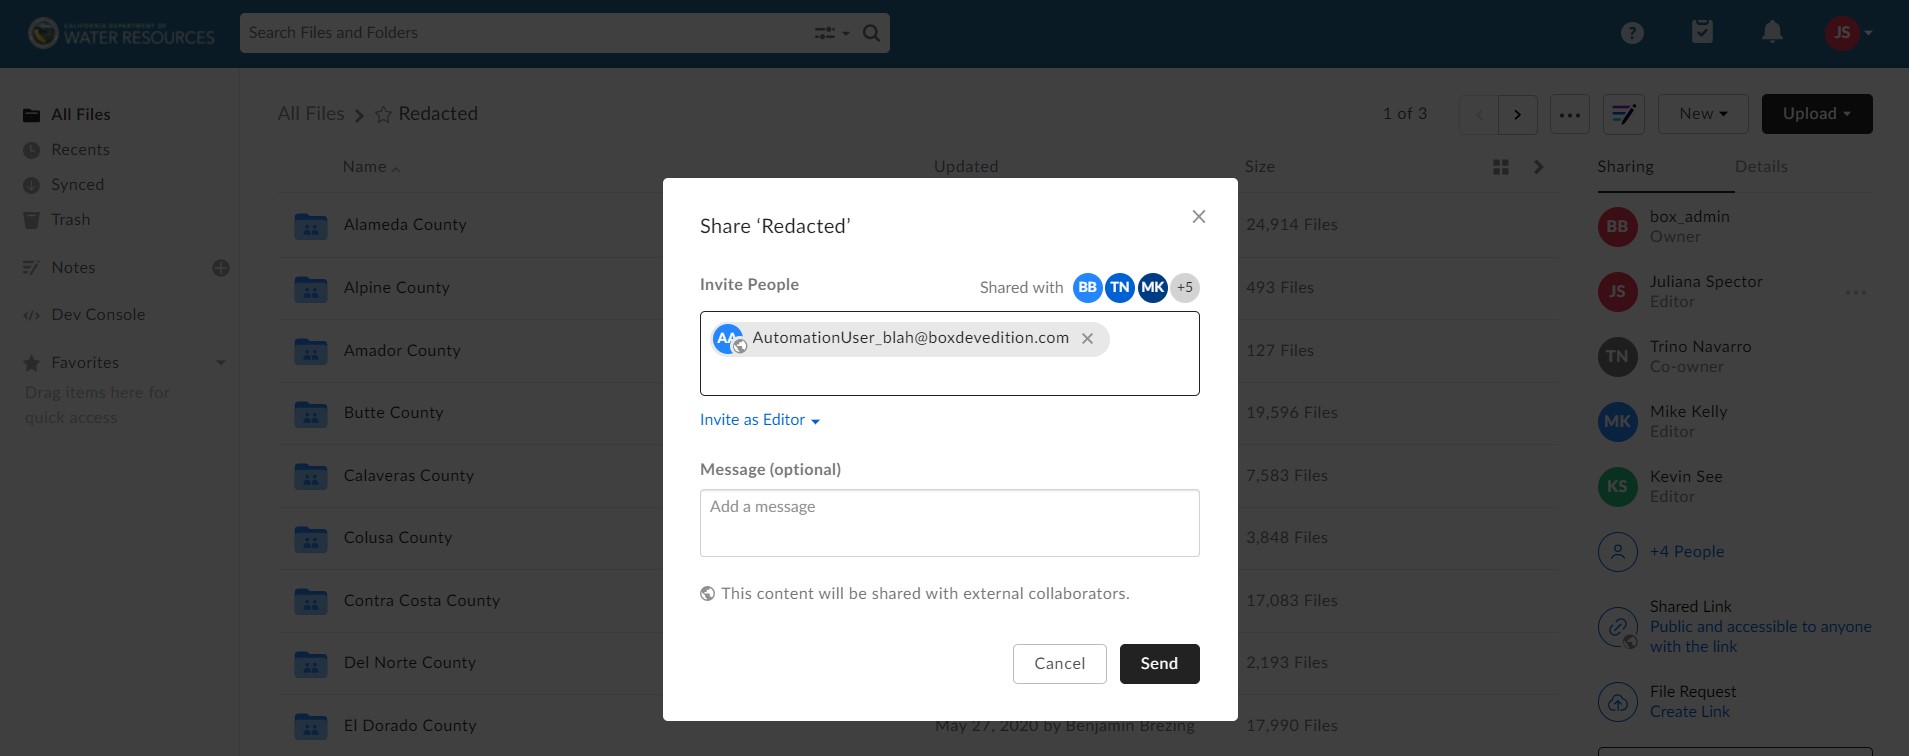 CALIFORNIA DEPARTMENT OF
WATER RESOURCES
Search Files and Folders
JS
All Files
Recents
Synced
Trash
Notes
Dev Console
Favorites
Drag items here for
quick access
All Files
Redacted
1 of 3
New
Upload
Name
Updated
Size
Alameda County
24,914 Files
Alpine County
493 Files
Amador County
127 Files
Butte County
19,596 Files
Calaveras County
7,583 Files
Colusa County
3,848 Files
Contra Costa County
17,083 Files
Del Norte County
2,193 Files
El Dorado County
May 27, 2020 by Benjamin Brezing
17,990 Files
Share ‘Redacted’
Invite People
Shared with
BB
TN
MK
+5
AA
AutomationUser_blah@boxdevedition.com
Invite as Editor
Message (optional)
Add a message
This content will be shared with external collaborators.
Cancel
Send
Sharing
Details
BB
box_admin
Owner
JS
Juliana Spector
Editor
TN
Trino Navarro
Co-owner
MK
Mike Kelly
Editor
KS
Kevin See
Editor
+4 People
Shared Link
Public and accessible to anyone
with the link
File Request
Create Link